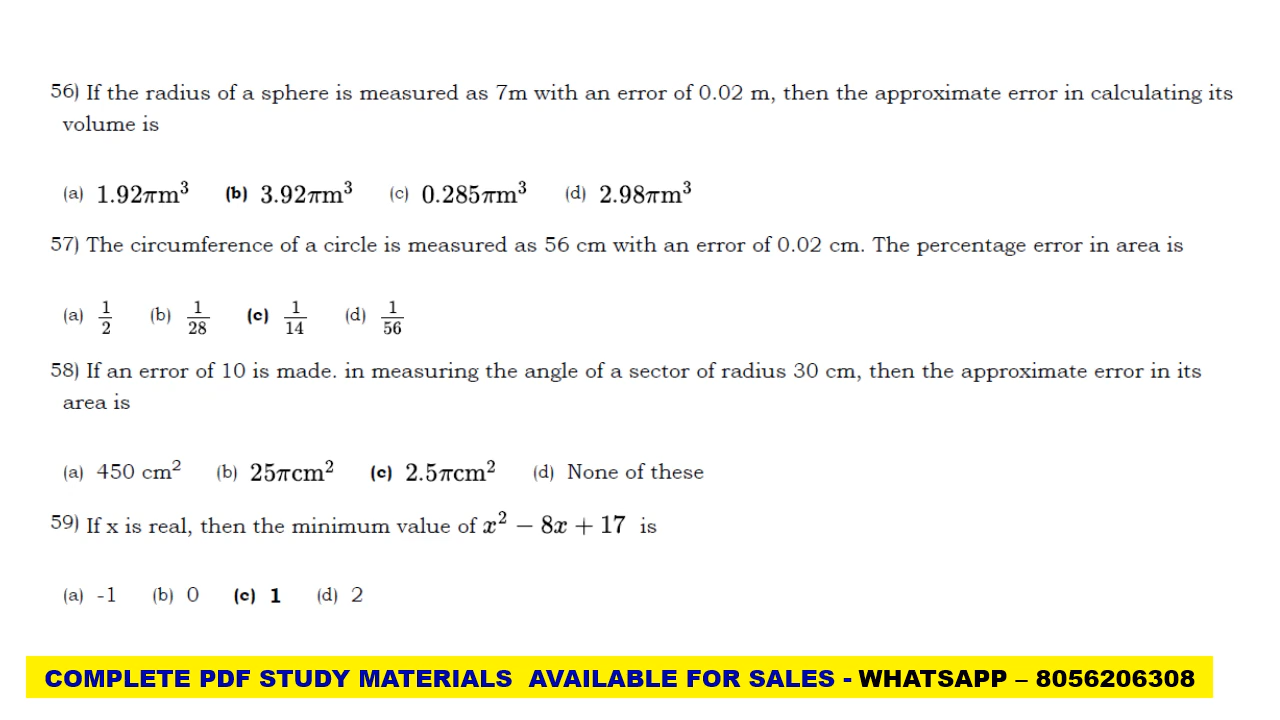 56) If the radius of a sphere is measured as 7m with an error of 0.02 m, then the approximate error in calculating its
volume is
(a) 1.92πm³ (b) 3.92πm³ (c) 0.285πm³ (d) 2.98πm³
57) The circumference of a circle is measured as 56 cm with an error of 0.02 cm. The percentage error in area is
(a) 1/2 (b) 1/28 (c) 1/14 (d) 1/56
58) If an error of 10 is made. in measuring the angle of a sector of radius 30 cm, then the approximate error in its
area is
(a) 450 cm² (b) 25πcm² (c) 2.5πcm² (d) None of these
59) If x is real, then the minimum value of x² − 8x + 17 is
(a) -1 (b) 0 (c) 1 (d) 2
COMPLETE PDF STUDY MATERIALS AVAILABLE FOR SALES - WHATSAPP – 8056206308